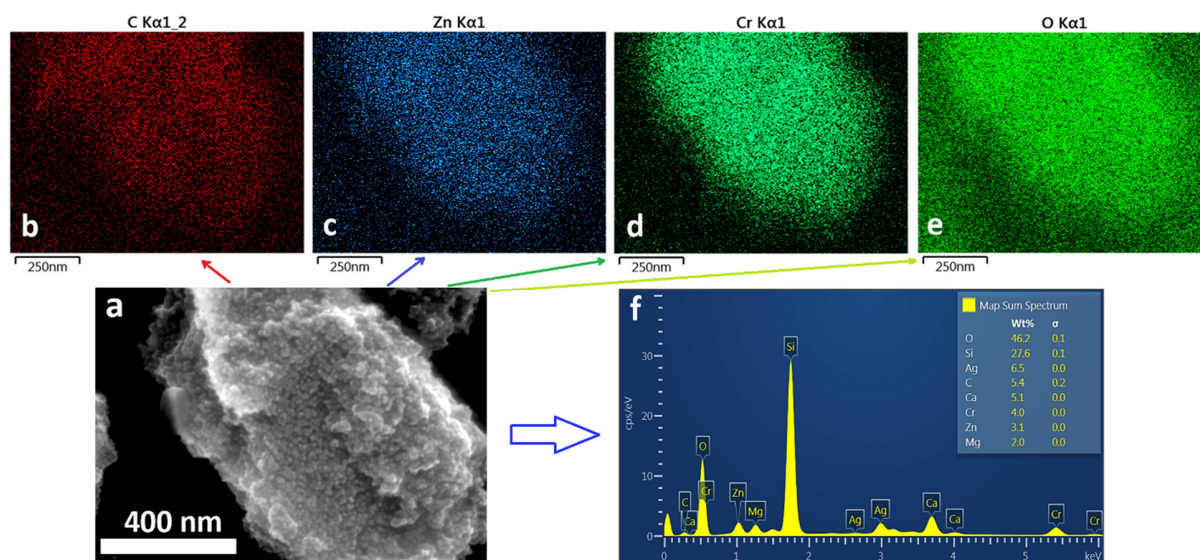 C Kα1_2
Zn Kα1
Cr Kα1
O Kα1
b
c
d
e
250nm
250nm
250nm
250nm
a
400 nm
f
Map Sum Spectrum
Wt% σ
O 46.2 0.1
Si 27.6 0.1
Ag 6.5 0.0
C 5.4 0.2
Ca 5.1 0.0
Cr 4.0 0.0
Zn 3.1 0.0
Mg 2.0 0.0
cps/eV
30
20
10
0
Si
O
C
Cr
Ca
Zn
Mg
Ag
Ag
Ca
Ca
Cr
Cr
0 1 2 3 4 5 keV